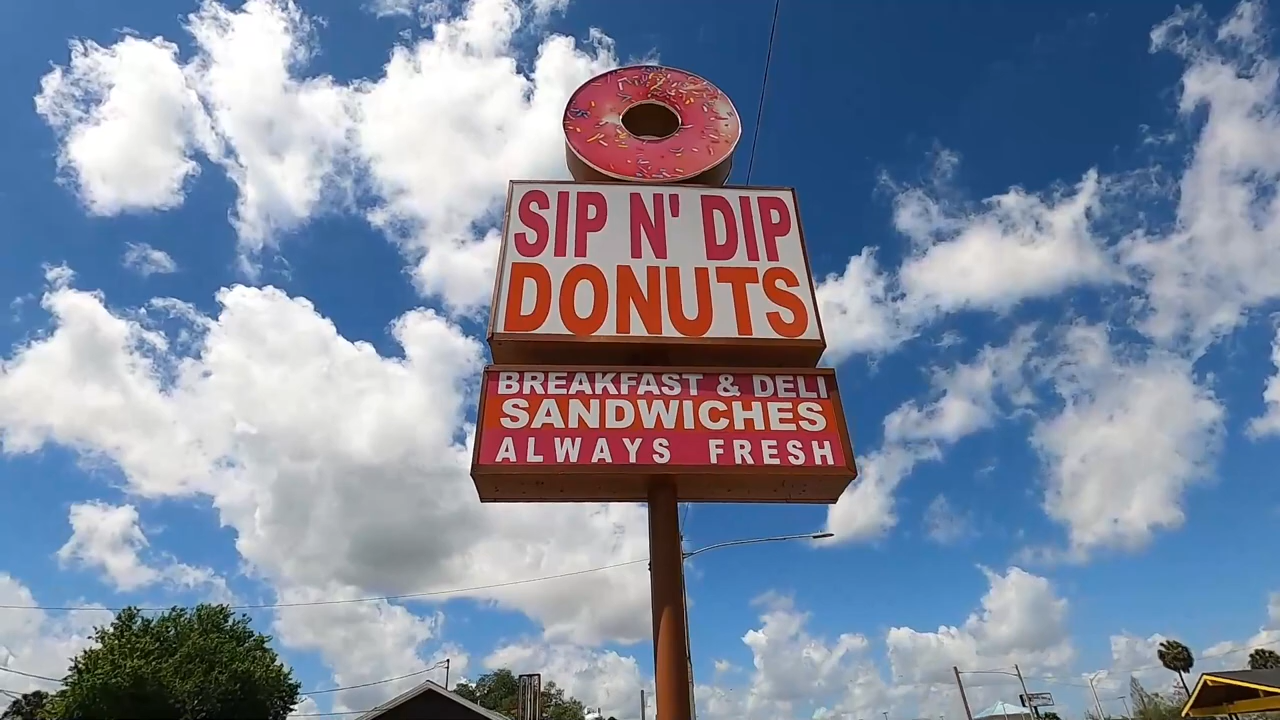 SIP N' DIP
DONUTS
BREAKFAST & DELI
SANDWICHES
ALWAYS FRESH